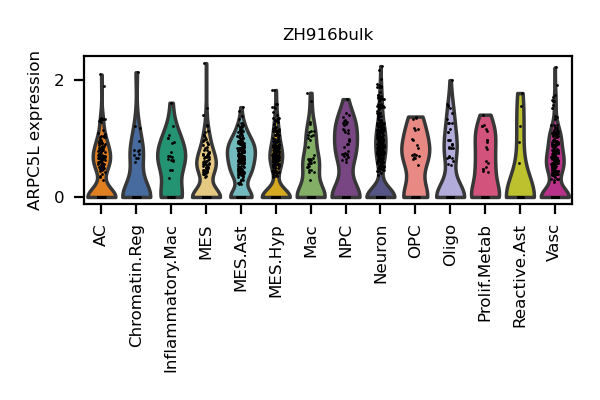 ZH916bulk
ARPC5L expression
2
0
AC
Chromatin.Reg
Inflammatory.Mac
MES
MES.Ast
MES.Hyp
Mac
NPC
Neuron
OPC
Oligo
Prolif.Metab
Reactive.Ast
Vasc